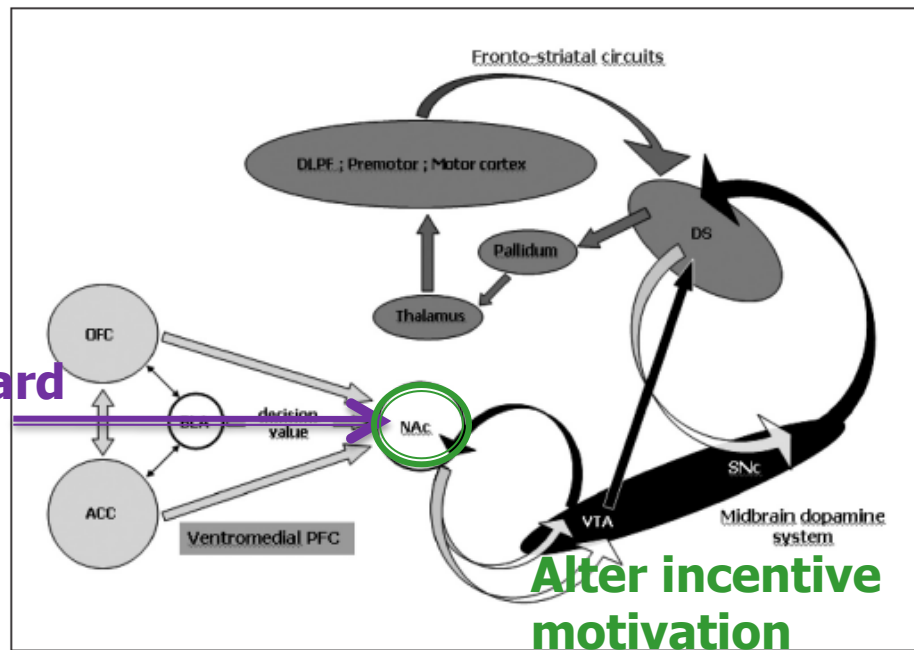 Fronto-striatal circuits
DLPF ; Premotor ; Motor cortex
DS
Pallidum
Thalamus
OFC
ard
BLA
decision
value
NAc
ACC
SNc
VTA
Ventromedial PFC
Midbrain dopamine
system
Alter incentive
motivation